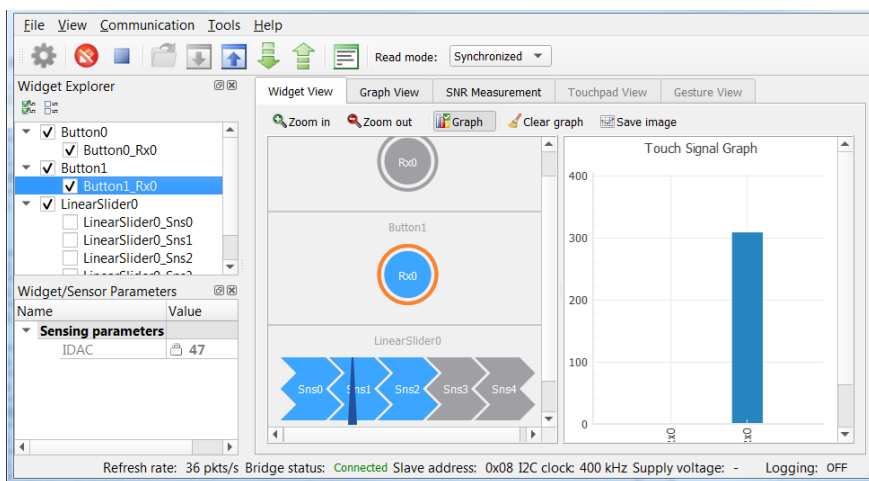 File View Communication Tools Help
Read mode: Synchronized
Widget Explorer
Button0
Button0_Rx0
Button1
Button1_Rx0
LinearSlider0
LinearSlider0_Sns0
LinearSlider0_Sns1
LinearSlider0_Sns2
Widget/Sensor Parameters
Name Value
Sensing parameters
IDAC 47
Widget View Graph View SNR Measurement Touchpad View Gesture View
Zoom in Zoom out Graph Clear graph Save image
Rx0
Button1
Rx0
LinearSlider0
Sns0 Sns1 Sns2 Sns3 Sns4
Touch Signal Graph
400
300
200
100
0
Refresh rate: 36 pkts/s Bridge status: Connected Slave address: 0x08 I2C clock: 400 kHz Supply voltage: - Logging: OFF